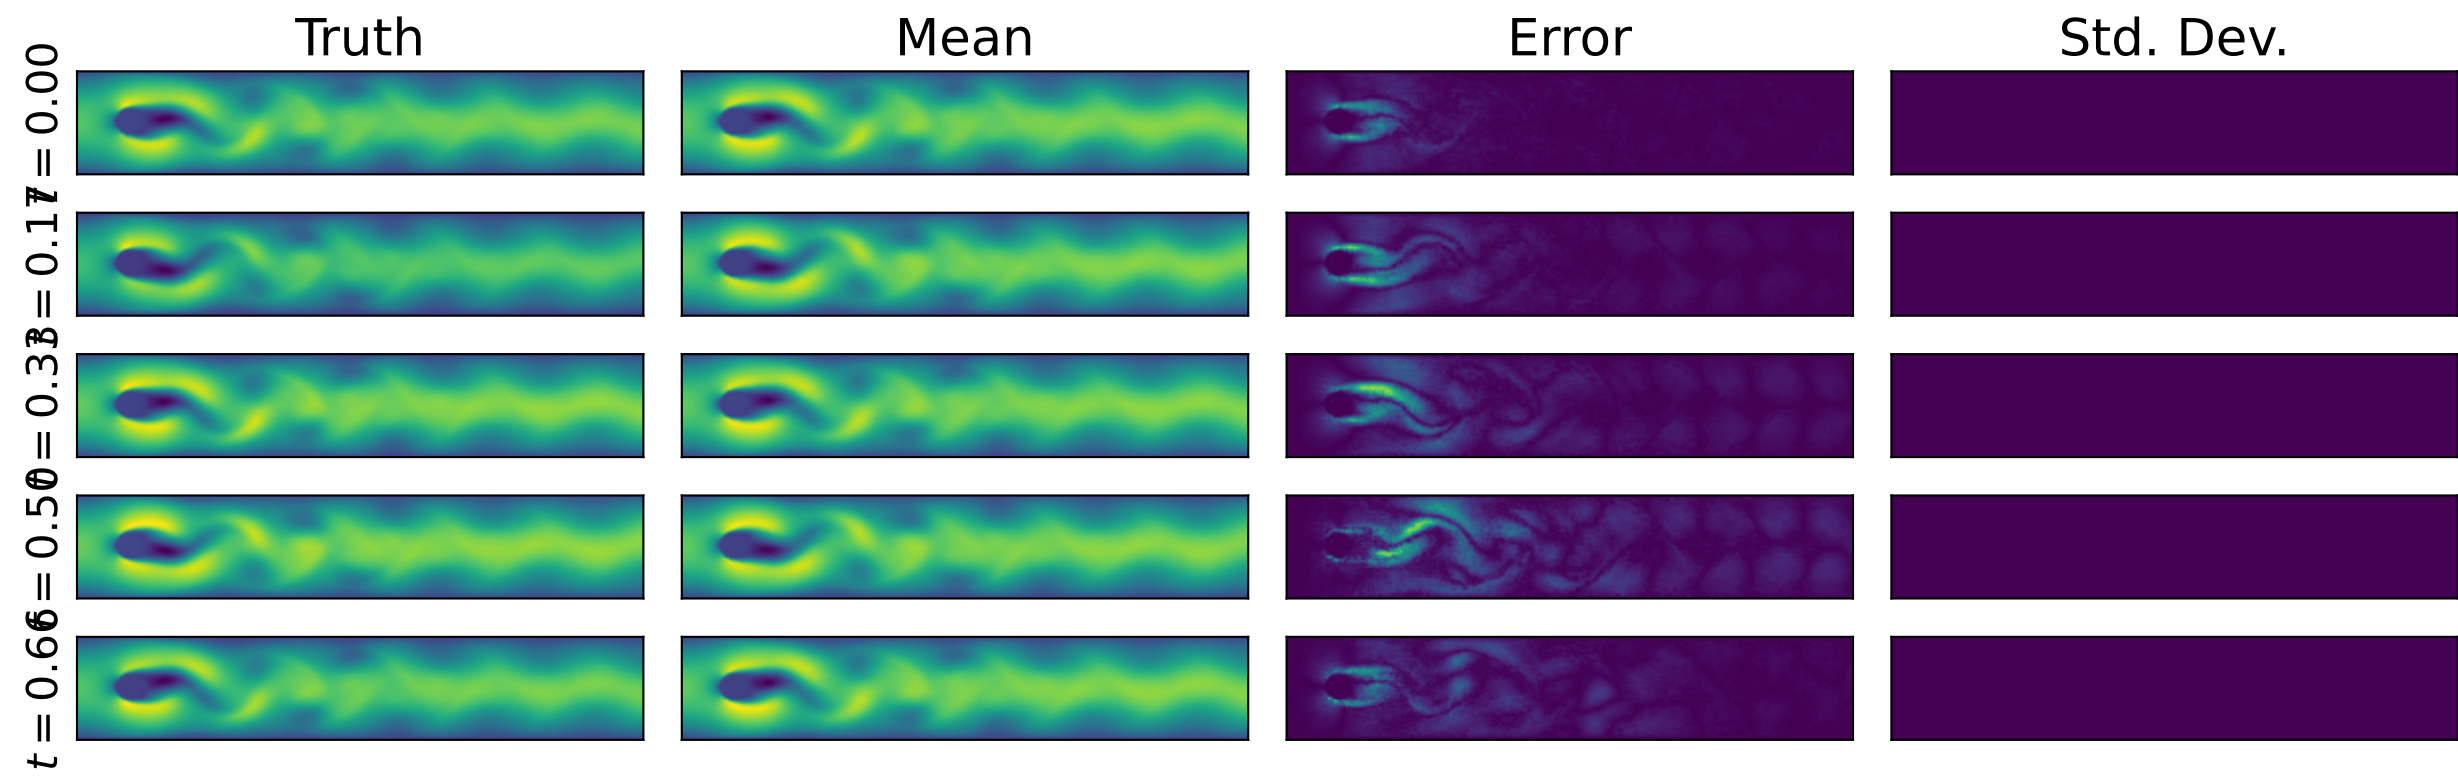 Truth Mean Error Std. Dev.
t = 0.00
t = 0.17
t = 0.33
t = 0.50
t = 0.66